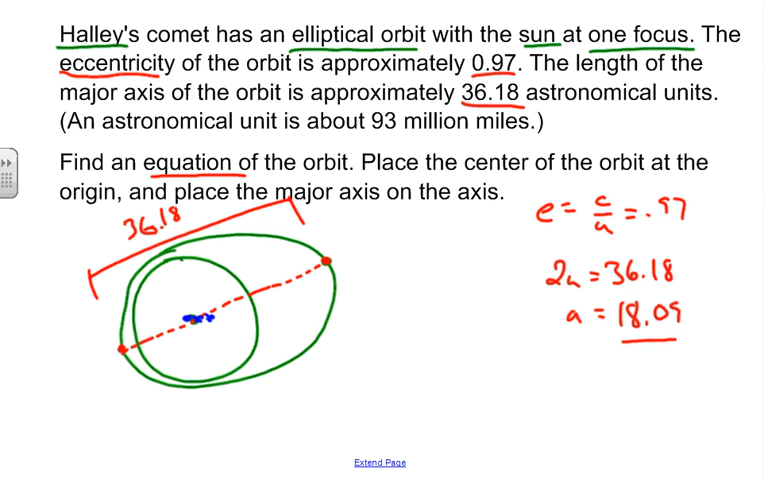 Halley's comet has an elliptical orbit with the sun at one focus. The
eccentricity of the orbit is approximately 0.97. The length of the
major axis of the orbit is approximately 36.18 astronomical units.
(An astronomical unit is about 93 million miles.)
Find an equation of the orbit. Place the center of the orbit at the
origin, and place the major axis on the axis.
36.18
e = c/a = .97
2a = 36.18
a = 18.09
Extend Page